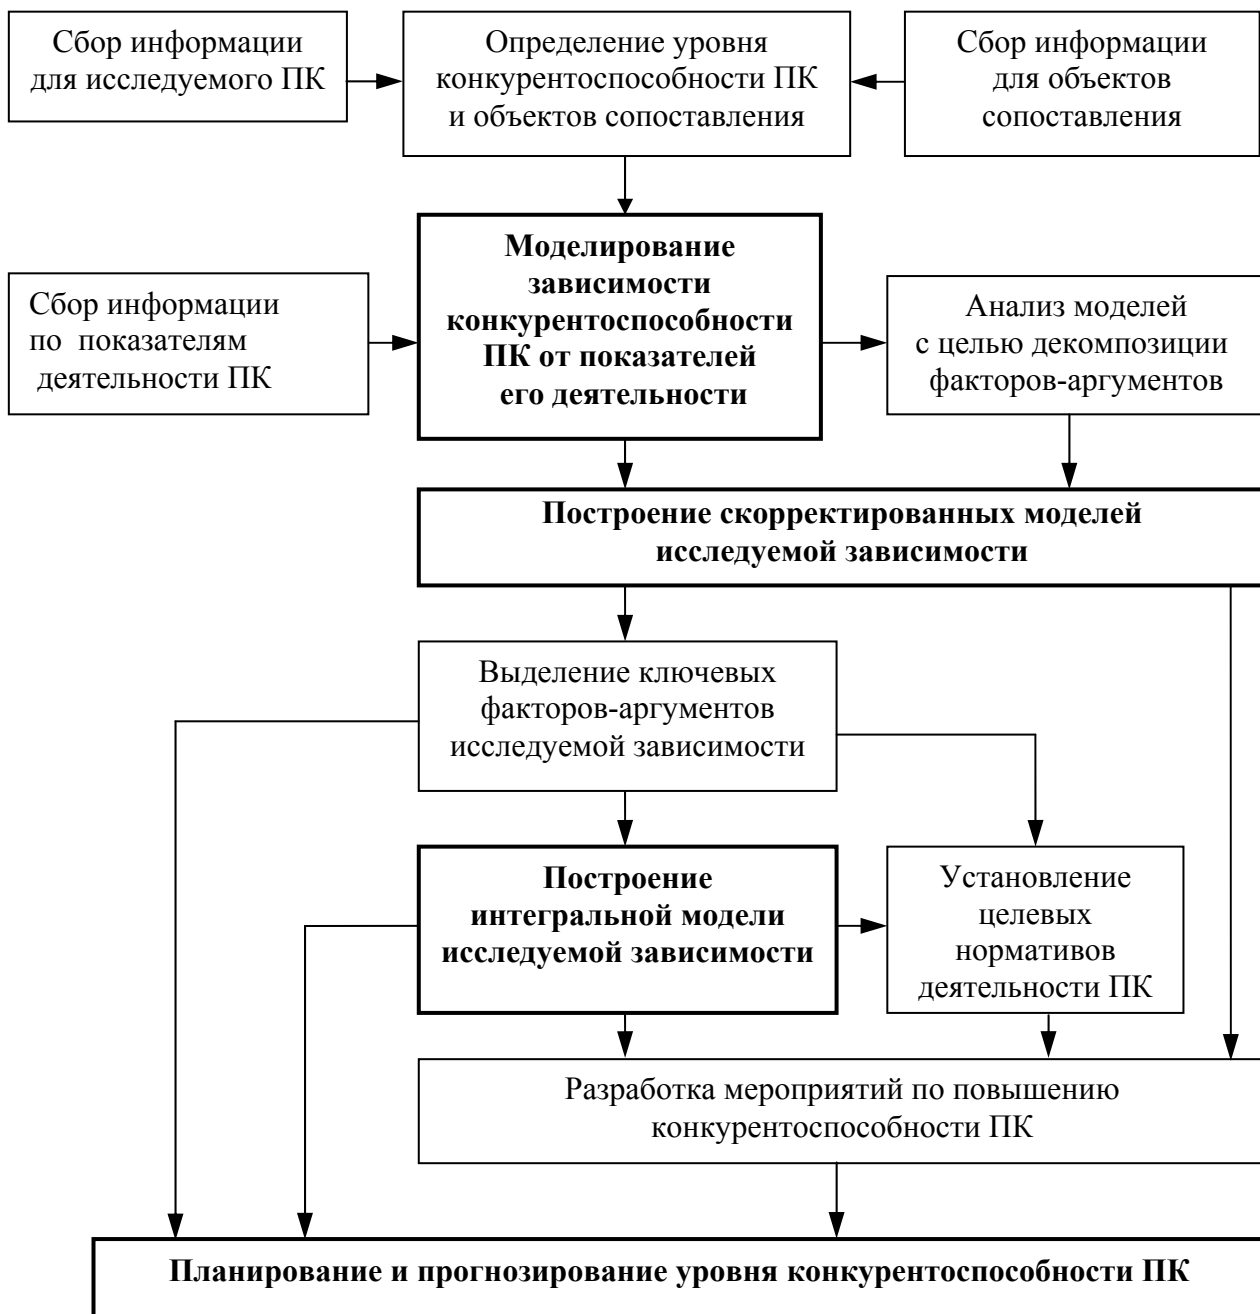 Сбор информации
для исследуемого ПК
Определение уровня
конкурентоспособности ПК
и объектов сопоставления
Сбор информации
для объектов
сопоставления
Моделирование
зависимости
конкурентоспособности
ПК от показателей
его деятельности
Сбор информации
по показателям
деятельности ПК
Анализ моделей
с целью декомпозиции
факторов-аргументов
Построение скорректированных моделей
исследуемой зависимости
Выделение ключевых
факторов-аргументов
исследуемой зависимости
Построение
интегральной модели
исследуемой зависимости
Установление
целевых
нормативов
деятельности ПК
Разработка мероприятий по повышению
конкурентоспособности ПК
Планирование и прогнозирование уровня конкурентоспособности ПК